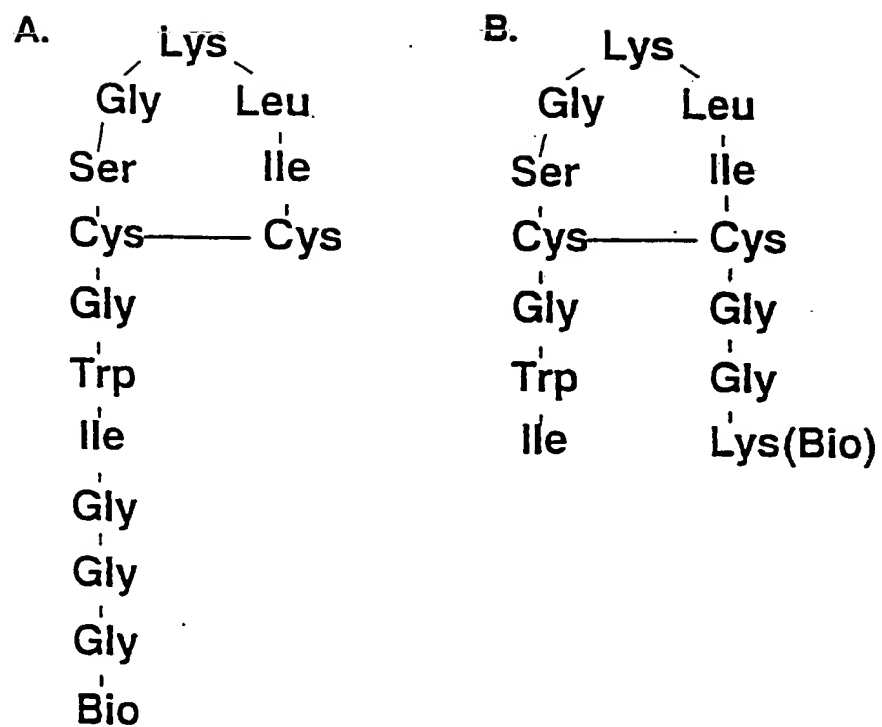 A.
Lys
Gly Leu
Ser Ile
Cys Cys
Gly
Trp
Ile
Gly
Gly
Gly
Bio
B.
Lys
Gly Leu
Ser Ile
Cys Cys
Gly Gly
Trp Gly
Ile Lys(Bio)